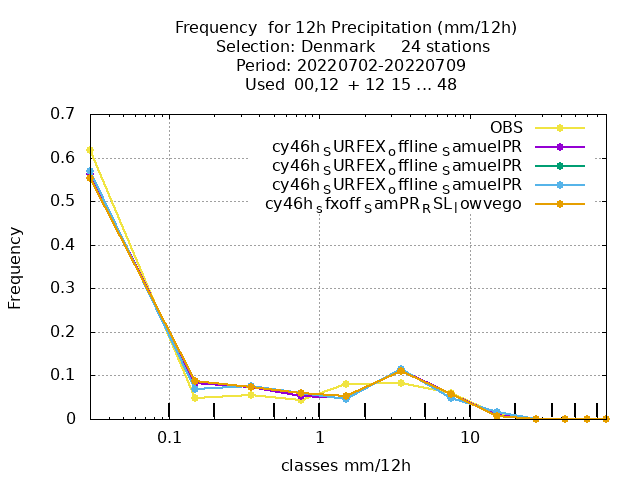 Frequency  for 12h Precipitation (mm/12h)
Selection: Denmark     24 stations
Period: 20220702-20220709
Used  00,12  + 12 15 ... 48
OBS
cy46h_SURFEX_offline_SamuelPR
cy46h_SURFEX_offline_SamuelPR
cy46h_SURFEX_offline_SamuelPR
cy46h_sfxoff_SamPR_RSL_lowvego
0.7
0.6
0.5
0.4
0.3
0.2
0.1
0
Frequency
0.1 1 10
classes mm/12h